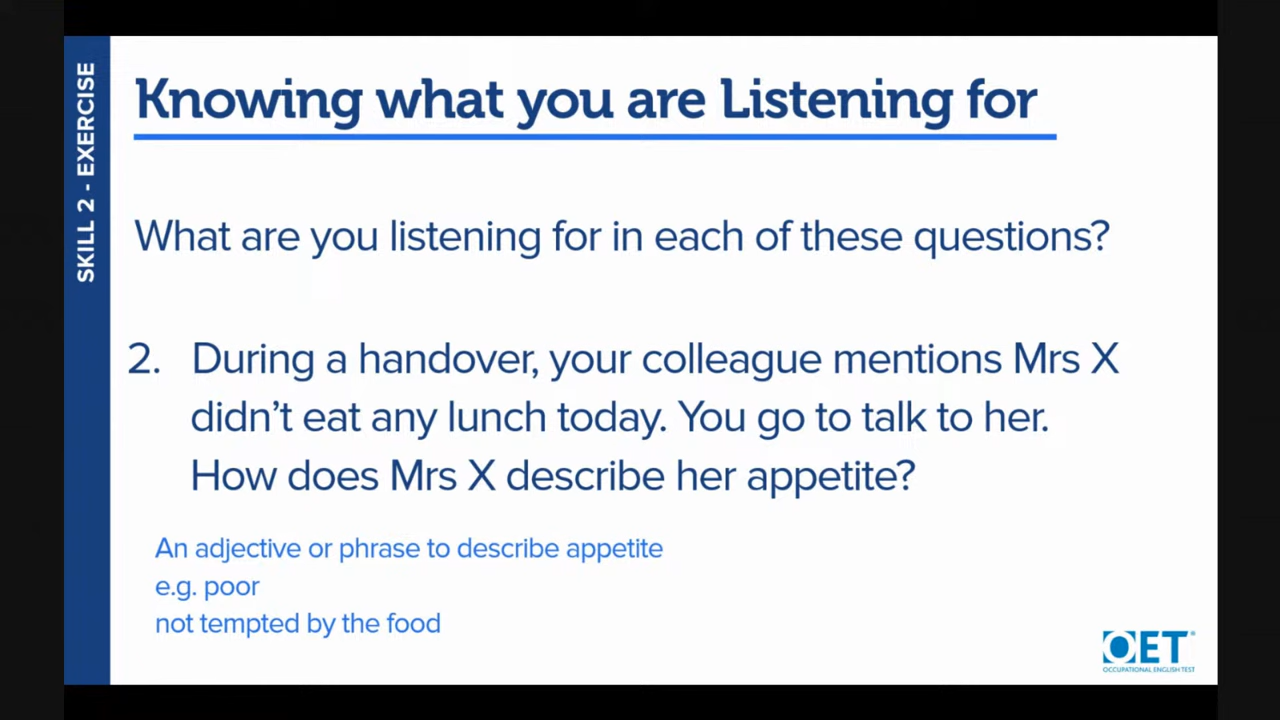 SKILL 2 - EXERCISE
Knowing what you are Listening for
What are you listening for in each of these questions?
2. During a handover, your colleague mentions Mrs X
didn't eat any lunch today. You go to talk to her.
How does Mrs X describe her appetite?
An adjective or phrase to describe appetite
e.g. poor
not tempted by the food
OET®
OCCUPATIONAL ENGLISH TEST